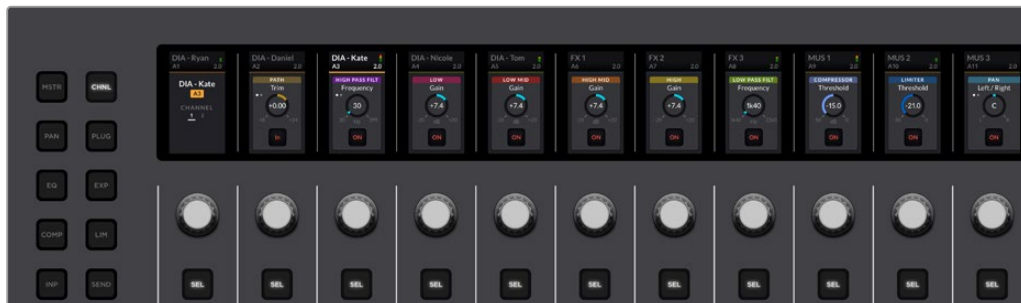 DIA - Ryan DIA - Daniel DIA - Kate DIA - Nicole DIA - Tom FX 1 FX 2 FX 3 MUS 1 MUS 2 MUS 3
A1 2.0 A2 2.0 A3 2.0 A4 2.0 A5 2.0 A6 2.0 A7 2.0 A8 2.0 A9 2.0 A10 2.0 A11 2.0
DIA - Kate PATH HIGH PASS FILT LOW LOW MID HIGH MID HIGH LOW PASS FILT COMPRESSOR LIMITER PAN
A3 Trim Frequency Gain Gain Gain Gain Frequency Threshold Threshold Left / Right
MSTR CHNL
CHANNEL +0.00 30 +7.4 +7.4 +7.4 +7.4 1k40 -15.0 -21.0 C
1 2
In ON ON ON ON ON ON ON ON ON
PAN PLUG
EQ EXP
COMP LIM
INP SEND SEL SEL SEL SEL SEL SEL SEL SEL SEL SEL SEL